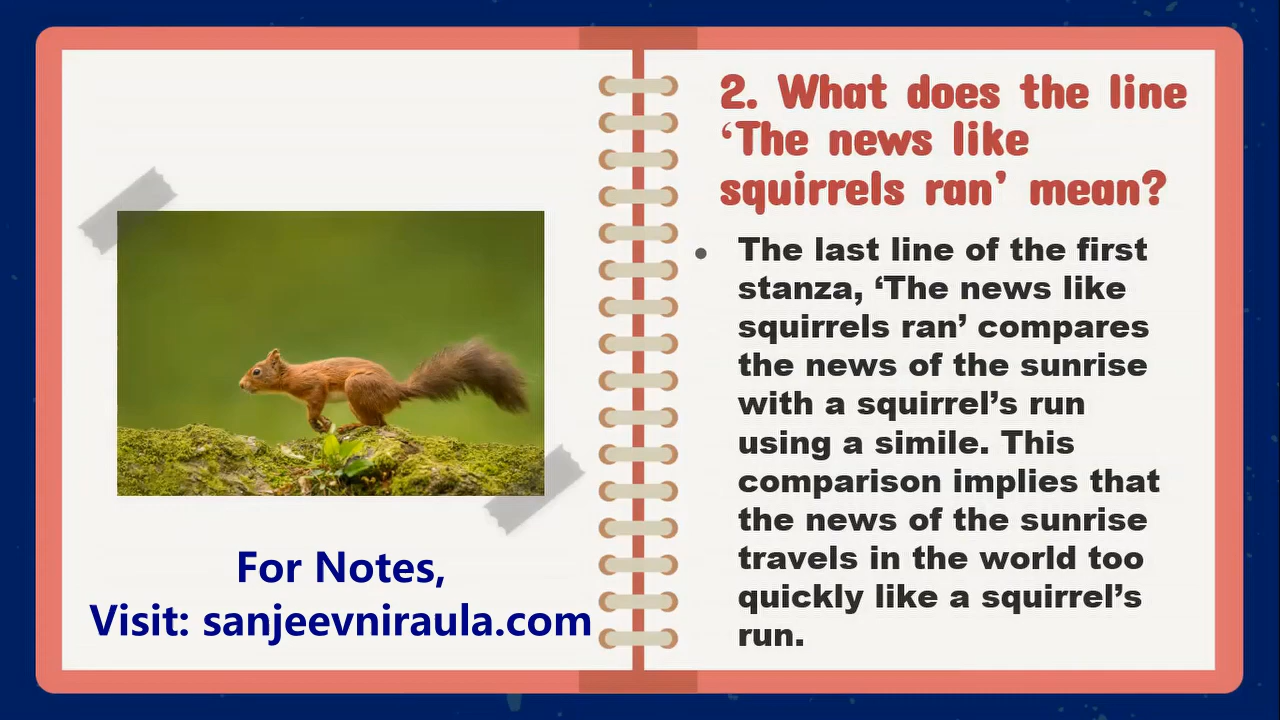 2. What does the line
‘The news like
squirrels ran’ mean?
• The last line of the first
stanza, ‘The news like
squirrels ran’ compares
the news of the sunrise
with a squirrel’s run
using a simile. This
comparison implies that
the news of the sunrise
travels in the world too
quickly like a squirrel’s
run.
For Notes,
Visit: sanjeevniraula.com